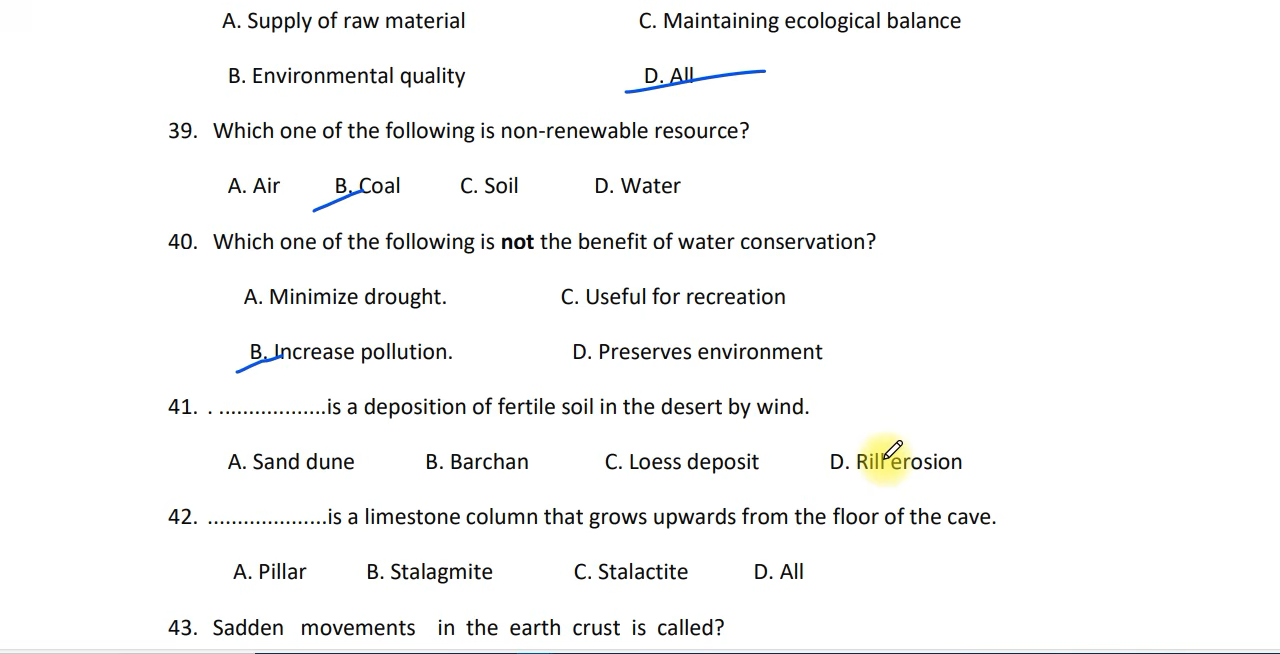 A. Supply of raw material C. Maintaining ecological balance
B. Environmental quality D. All
39. Which one of the following is non-renewable resource?
A. Air B. Coal C. Soil D. Water
40. Which one of the following is not the benefit of water conservation?
A. Minimize drought. C. Useful for recreation
B. Increase pollution. D. Preserves environment
41. . ..................is a deposition of fertile soil in the desert by wind.
A. Sand dune B. Barchan C. Loess deposit D. Rill erosion
42. ....................is a limestone column that grows upwards from the floor of the cave.
A. Pillar B. Stalagmite C. Stalactite D. All
43. Sadden movements in the earth crust is called?